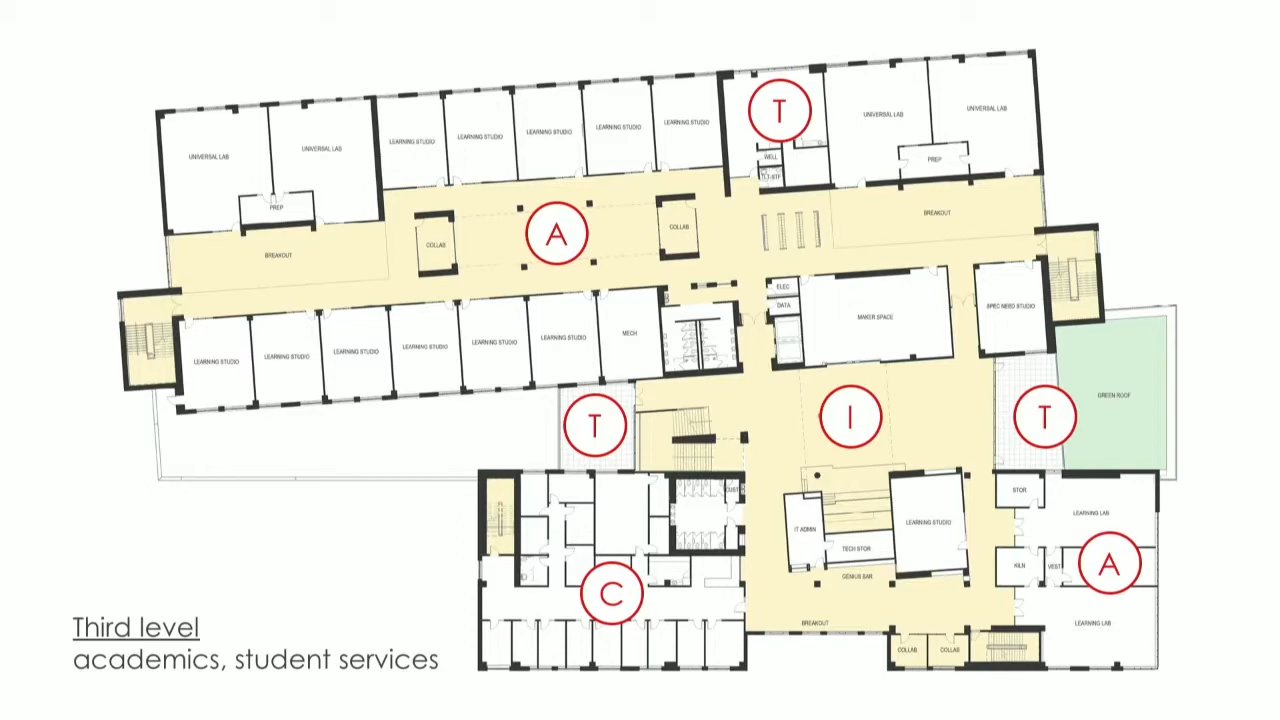 UNIVERSAL LAB
UNIVERSAL LAB
LEARNING STUDIO
LEARNING STUDIO
LEARNING STUDIO
LEARNING STUDIO
LEARNING STUDIO
T
UNIVERSAL LAB
UNIVERSAL LAB
WELL
PREP
PREP
BREAKOUT
COLLAB
A
COLLAB
BREAKOUT
ELEC
DATA
MAKER SPACE
SPEC NEED STUDIO
LEARNING STUDIO
LEARNING STUDIO
LEARNING STUDIO
LEARNING STUDIO
LEARNING STUDIO
LEARNING STUDIO
MECH
GREEN ROOF
T
I
T
CUST
STOR
LEARNING LAB
IT ADMIN
LEARNING STUDIO
TECH STOR
KILN
VEST
A
GENIUS BAR
C
BREAKOUT
LEARNING LAB
COLLAB
COLLAB
Third level
academics, student services